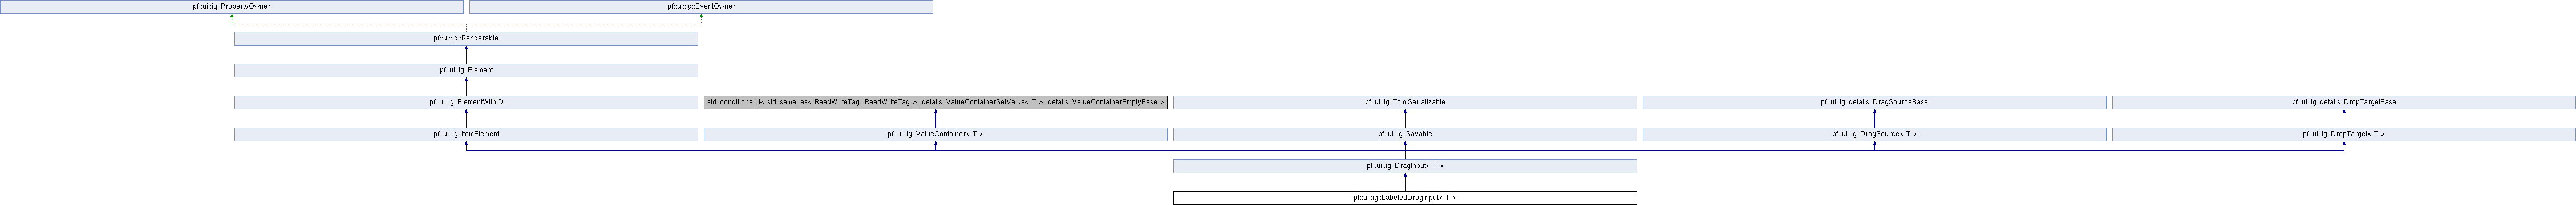 pf::ui::ig::PropertyOwner
pf::ui::ig::EventOwner
pf::ui::ig::Renderable
pf::ui::ig::Element
pf::ui::ig::ElementWithID
std::conditional_t< std::same_as< ReadWriteTag, ReadWriteTag >, details::ValueContainerSetValue< T >, details::ValueContainerEmptyBase >
pf::ui::ig::TomlSerializable
pf::ui::ig::details::DragSourceBase
pf::ui::ig::details::DropTargetBase
pf::ui::ig::ItemElement
pf::ui::ig::ValueContainer< T >
pf::ui::ig::Savable
pf::ui::ig::DragSource< T >
pf::ui::ig::DropTarget< T >
pf::ui::ig::DragInput< T >
pf::ui::ig::LabeledDragInput< T >